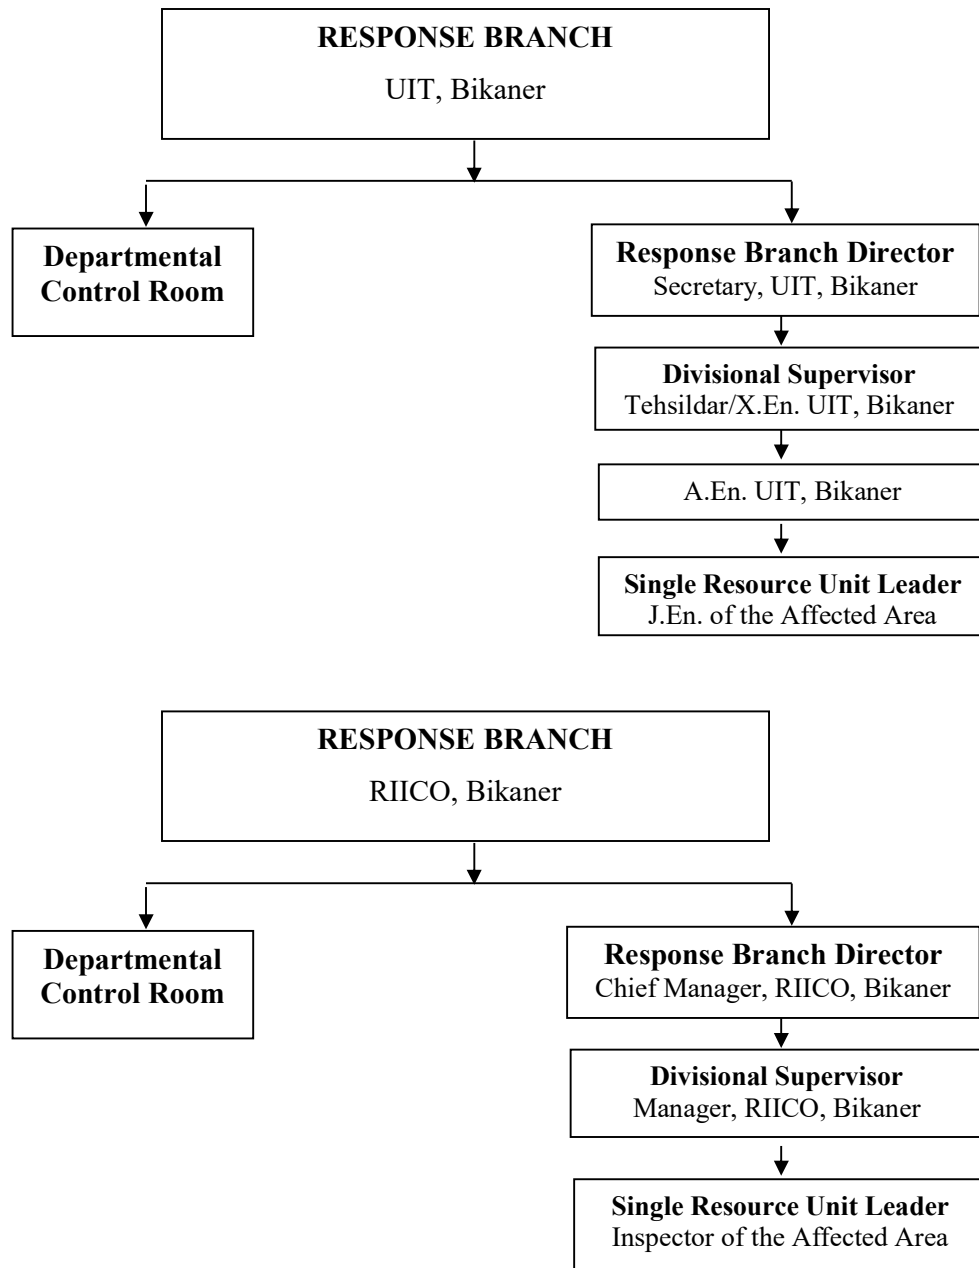 RESPONSE BRANCH
UIT, Bikaner
Departmental
Control Room
Response Branch Director
Secretary, UIT, Bikaner
Divisional Supervisor
Tehsildar/X.En. UIT, Bikaner
A.En. UIT, Bikaner
Single Resource Unit Leader
J.En. of the Affected Area
RESPONSE BRANCH
RIICO, Bikaner
Departmental
Control Room
Response Branch Director
Chief Manager, RIICO, Bikaner
Divisional Supervisor
Manager, RIICO, Bikaner
Single Resource Unit Leader
Inspector of the Affected Area